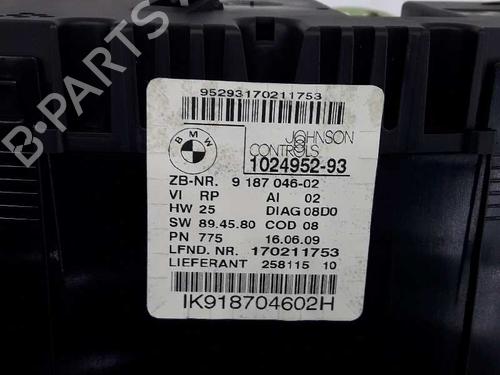 B-PARTS
95293170211753
BMW
JOHNSON
CONTROLS
1024952-93
ZB-NR. 9 187 046-02
VI RP AI 02
HW 25 DIAG 08D0
SW 89.45.80 COD 08
PN 775 16.06.09
LFND. NR. 170211753
LIEFERANT 258115 10
IK918704602H